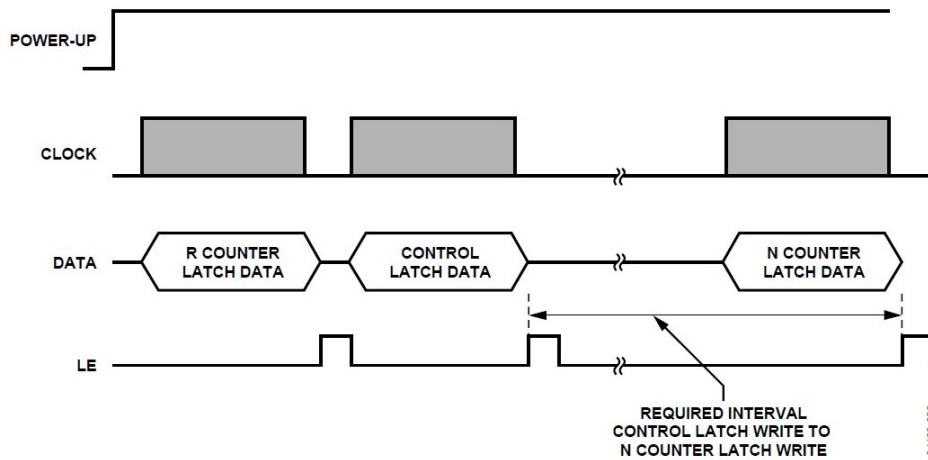 POWER-UP
CLOCK
DATA
R COUNTER
LATCH DATA
CONTROL
LATCH DATA
N COUNTER
LATCH DATA
LE
REQUIRED INTERVAL
CONTROL LATCH WRITE TO
N COUNTER LATCH WRITE